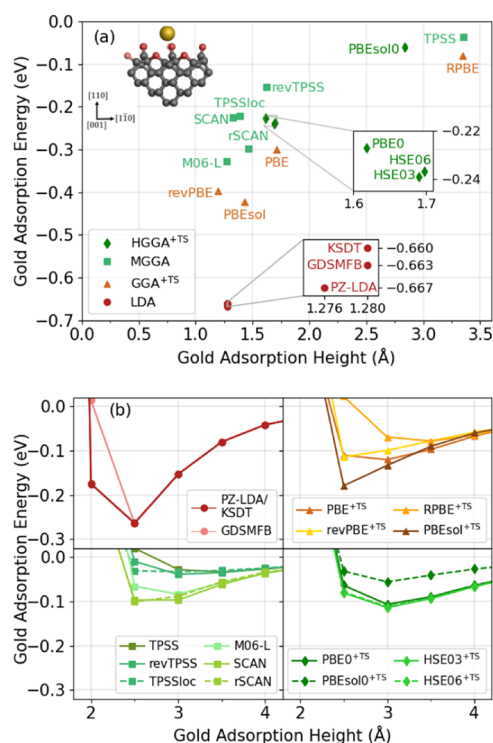 (a)
[110]
[001]
[11̄0]
0.0
−0.1
−0.2
−0.3
−0.4
−0.5
−0.6
−0.7
Gold Adsorption Energy (eV)
PBEsol0
TPSS
RPBE
revTPSS
TPSSloc
SCAN
rSCAN
M06-L
PBE
revPBE
PBEsol
PBE0
HSE06
HSE03
−0.22
−0.24
1.6
1.7
HGGA+TS
MGGA
GGA+TS
LDA
KSDT
GDSMFB
PZ-LDA
−0.660
−0.663
−0.667
1.276
1.280
0.0
0.5
1.0
1.5
2.0
2.5
3.0
3.5
Gold Adsorption Height (Å)
(b)
Gold Adsorption Energy (eV)
0.0
−0.1
−0.2
−0.3
PZ-LDA/
KSDT
GDSMFB
PBE+TS
RPBE+TS
revPBE+TS
PBEsol+TS
0.0
−0.1
−0.2
−0.3
TPSS
M06-L
revTPSS
SCAN
TPSSloc
rSCAN
PBE0+TS
HSE03+TS
PBEsol0+TS
HSE06+TS
2
3
4
2
3
4
Gold Adsorption Height (Å)